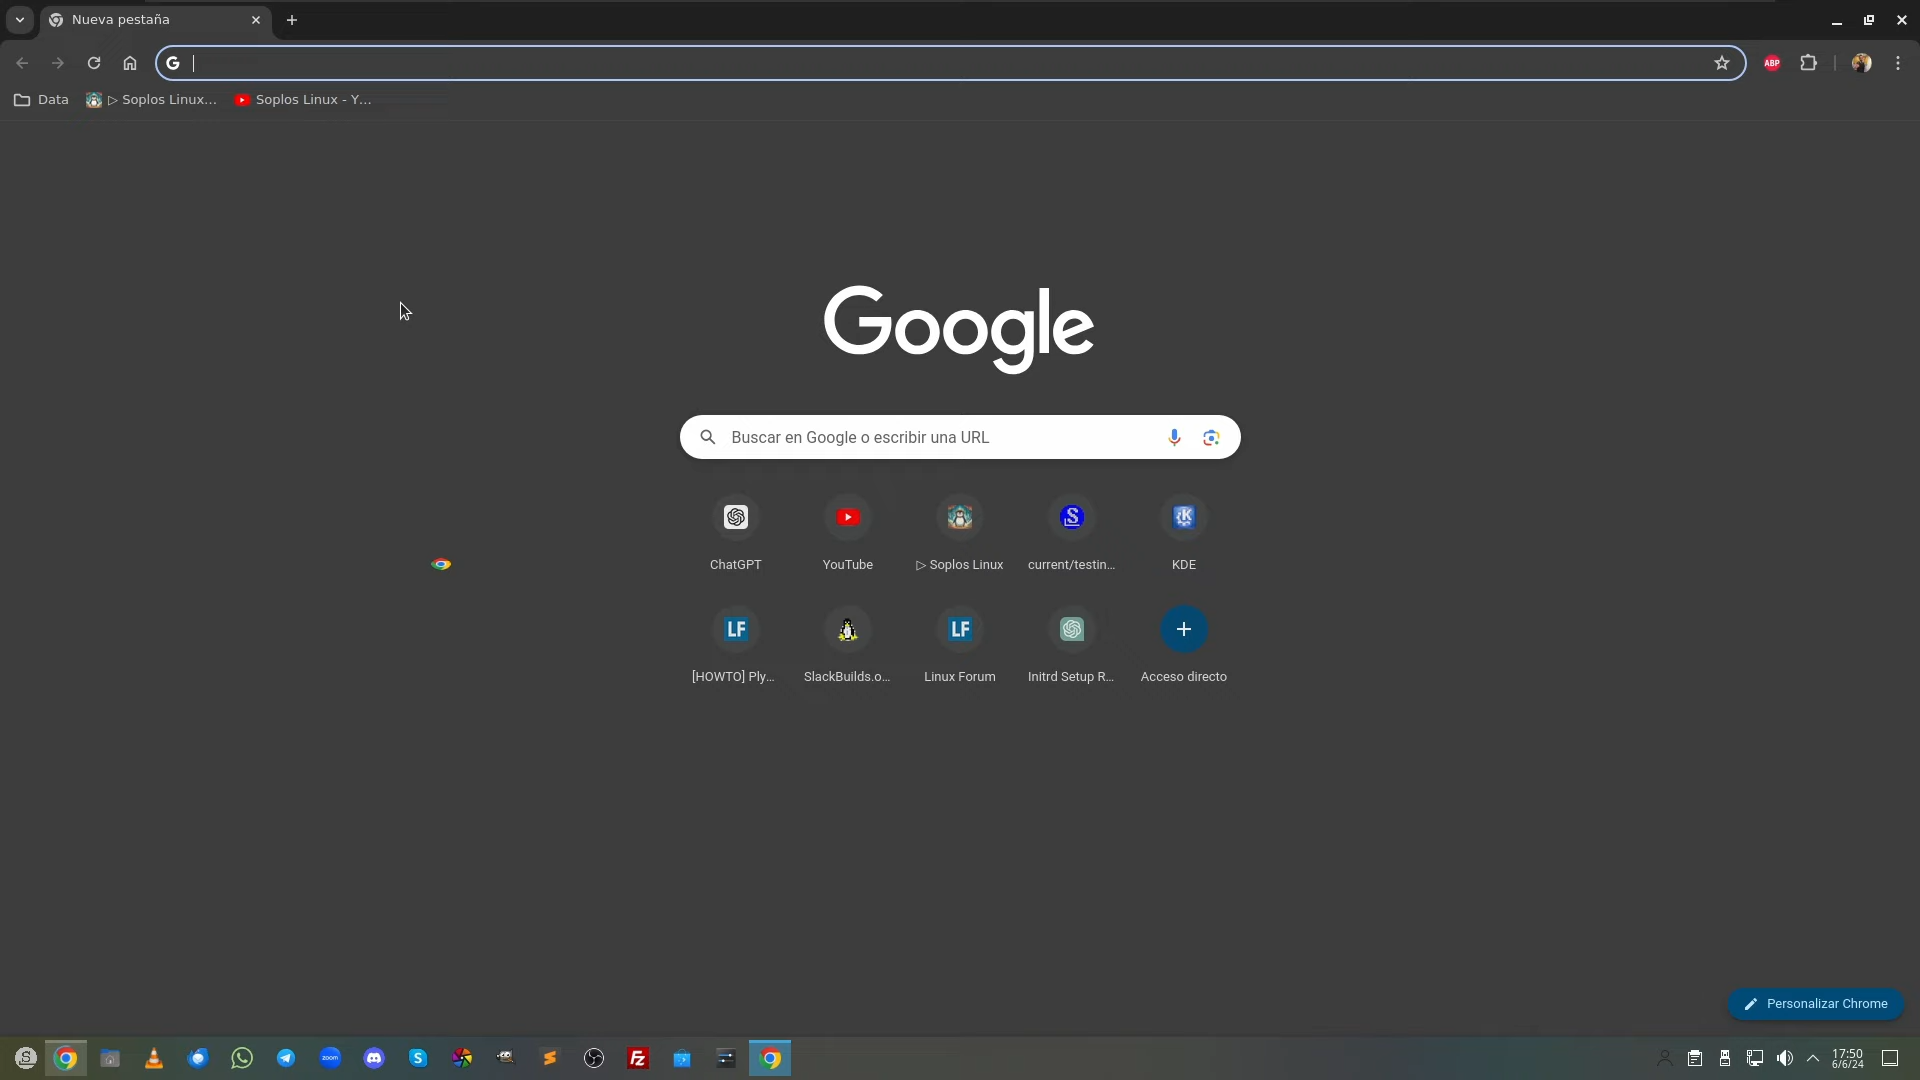 Nueva pestaña
ABP
Data
▷ Soplos Linux...
Soplos Linux - Y...
Google
Buscar en Google o escribir una URL
ChatGPT
YouTube
▷ Soplos Linux
current/testin...
KDE
LF
LF
[HOWTO] Ply...
SlackBuilds.o...
Linux Forum
Initrd Setup R...
Acceso directo
Personalizar Chrome
zoom
17:50
6/6/24